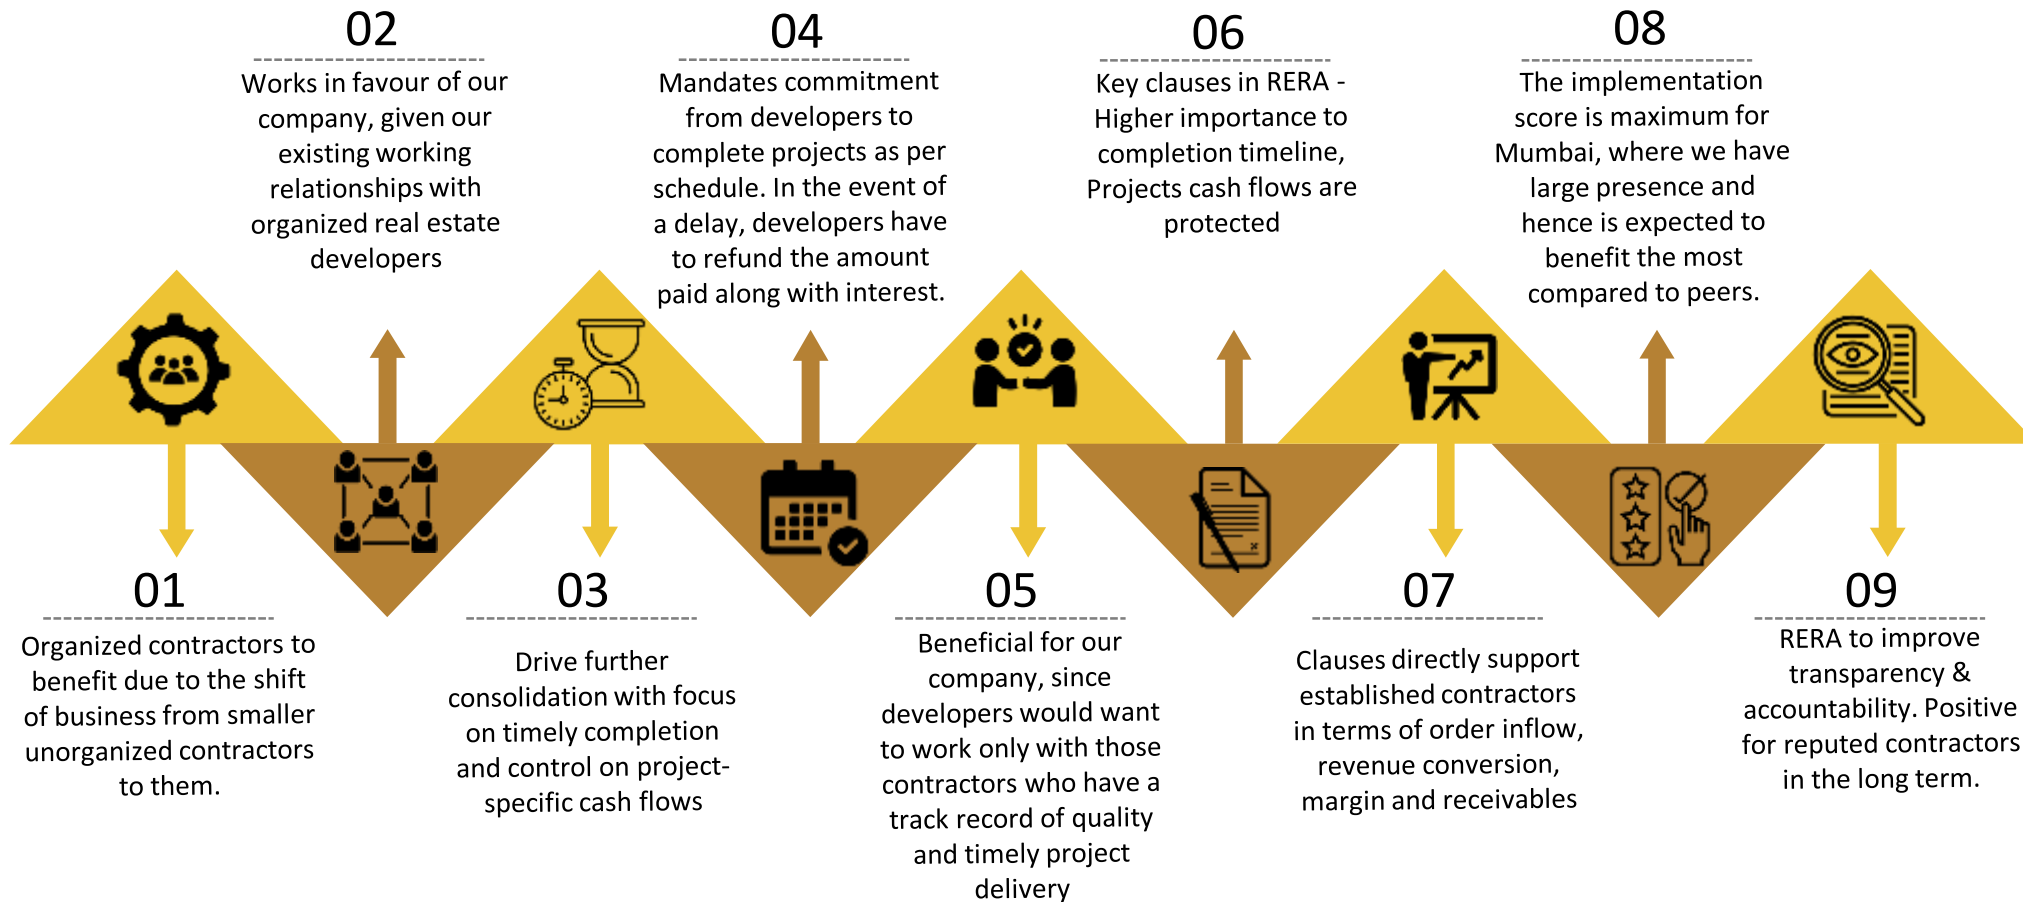 01
Organized contractors to
benefit due to the shift
of business from smaller
unorganized contractors
to them.
02
Works in favour of our
company, given our
existing working
relationships with
organized real estate
developers
03
Drive further
consolidation with focus
on timely completion
and control on project-
specific cash flows
04
Mandates commitment
from developers to
complete projects as per
schedule. In the event of
a delay, developers have
to refund the amount
paid along with interest.
05
Beneficial for our
company, since
developers would want
to work only with those
contractors who have a
track record of quality
and timely project
delivery
06
Key clauses in RERA -
Higher importance to
completion timeline,
Projects cash flows are
protected
07
Clauses directly support
established contractors
in terms of order inflow,
revenue conversion,
margin and receivables
08
The implementation
score is maximum for
Mumbai, where we have
large presence and
hence is expected to
benefit the most
compared to peers.
09
RERA to improve
transparency &
accountability. Positive
for reputed contractors
in the long term.